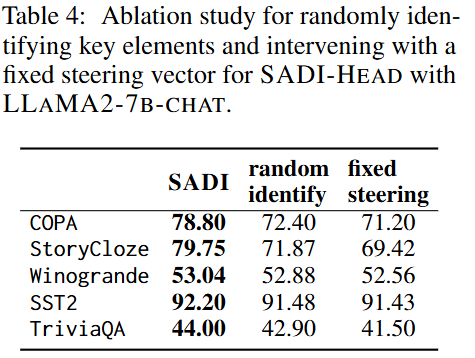 Table 4: Ablation study for randomly iden-
tifying key elements and intervening with a
fixed steering vector for SADI-HEAD with
LLAMA2-7B-CHAT.
SADI random identify fixed steering
COPA 78.80 72.40 71.20
StoryCloze 79.75 71.87 69.42
Winogrande 53.04 52.88 52.56
SST2 92.20 91.48 91.43
TriviaQA 44.00 42.90 41.50